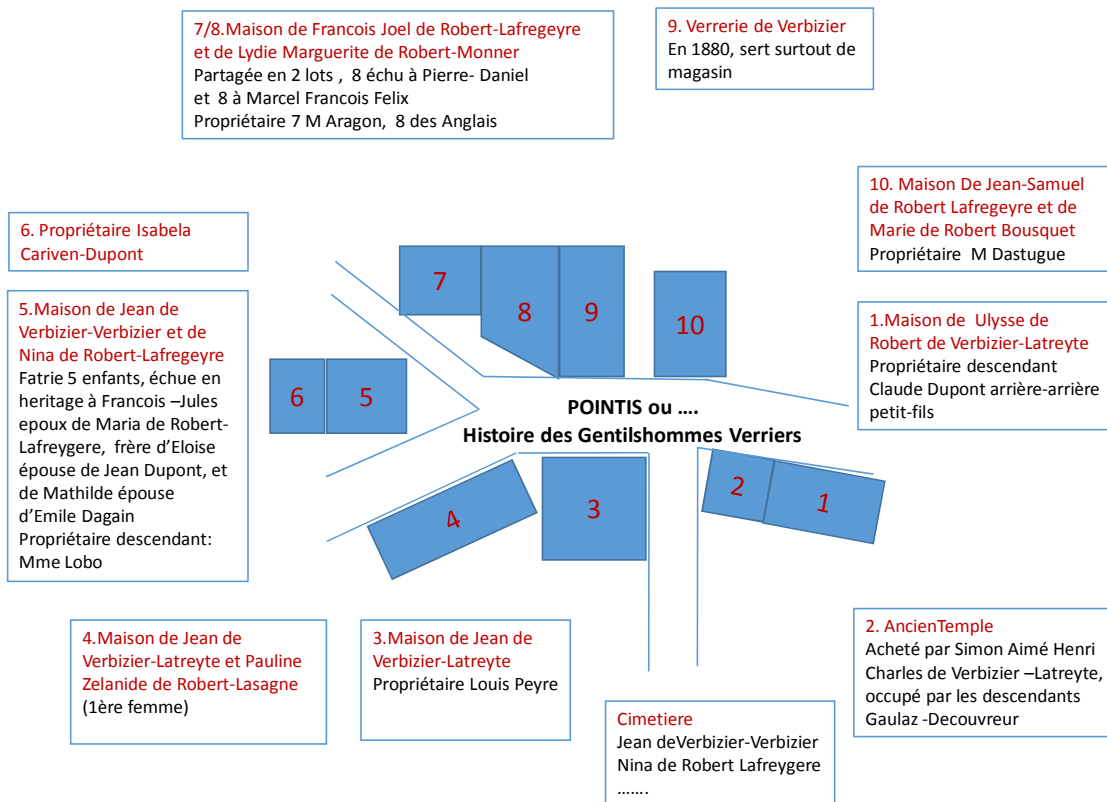 7/8.Maison de Francois Joel de Robert-Lafregeyre
et de Lydie Marguerite de Robert-Monner
Partagée en 2 lots , 8 échu à Pierre- Daniel
et 8 à Marcel Francois Felix
Propriétaire 7 M Aragon, 8 des Anglais
9. Verrerie de Verbizier
En 1880, sert surtout de
magasin
10. Maison De Jean-Samuel
de Robert Lafregeyre et de
Marie de Robert Bousquet
Propriétaire M Dastugue
6. Propriétaire Isabela
Cariven-Dupont
5.Maison de Jean de
Verbizier-Verbizier et de
Nina de Robert-Lafregeyre
Fatrie 5 enfants, échue en
heritage à Francois –Jules
epoux de Maria de Robert-
Lafreygere, frère d'Eloise
épouse de Jean Dupont, et
de Mathilde épouse
d'Emile Dagain
Propriétaire descendant:
Mme Lobo
1.Maison de Ulysse de
Robert de Verbizier-Latreyte
Propriétaire descendant
Claude Dupont arrière-arrière
petit-fils
7
8
9
10
6
5
POINTIS ou ....
Histoire des Gentilshommes Verriers
4
3
2
1
4.Maison de Jean de
Verbizier-Latreyte et Pauline
Zelanide de Robert-Lasagne
(1ère femme)
3.Maison de Jean de
Verbizier-Latreyte
Propriétaire Louis Peyre
Cimetiere
Jean deVerbizier-Verbizier
Nina de Robert Lafreygere
.......
2. AncienTemple
Acheté par Simon Aimé Henri
Charles de Verbizier –Latreyte,
occupé par les descendants
Gaulaz -Decouvreur